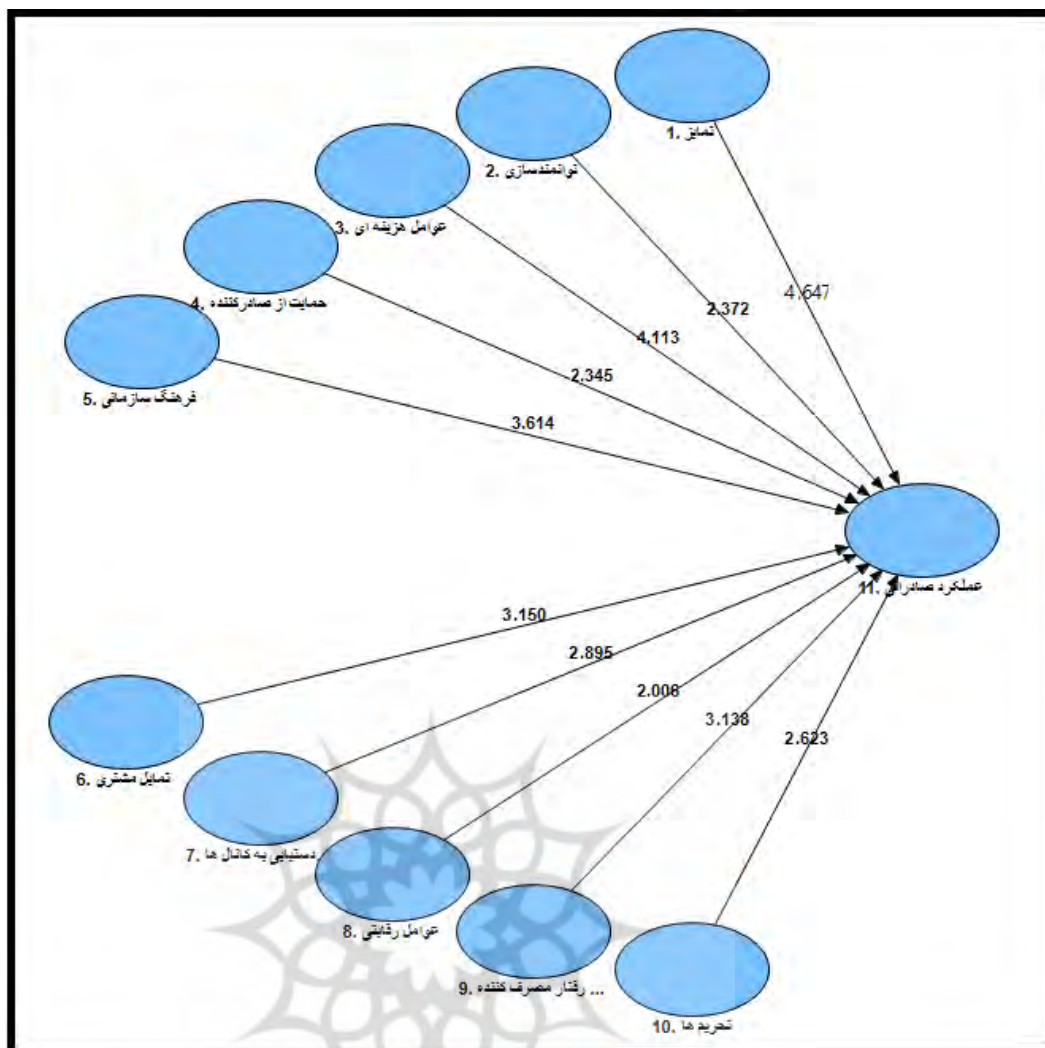 1. تمایز
2. توانمندسازی
3. عوامل هزینه ای
4. حمایت از صادرکننده
5. فرهنگ سازمانی
4.647
2.372
4.113
2.345
3.614
11. عملکرد صادراتی
3.150
2.895
2.008
3.138
2.623
6. تمایل مشتری
7. دستیابی به کانال ها
8. عوامل رقابتی
9. رفتار مصرف کننده ...
10. تحریم ها